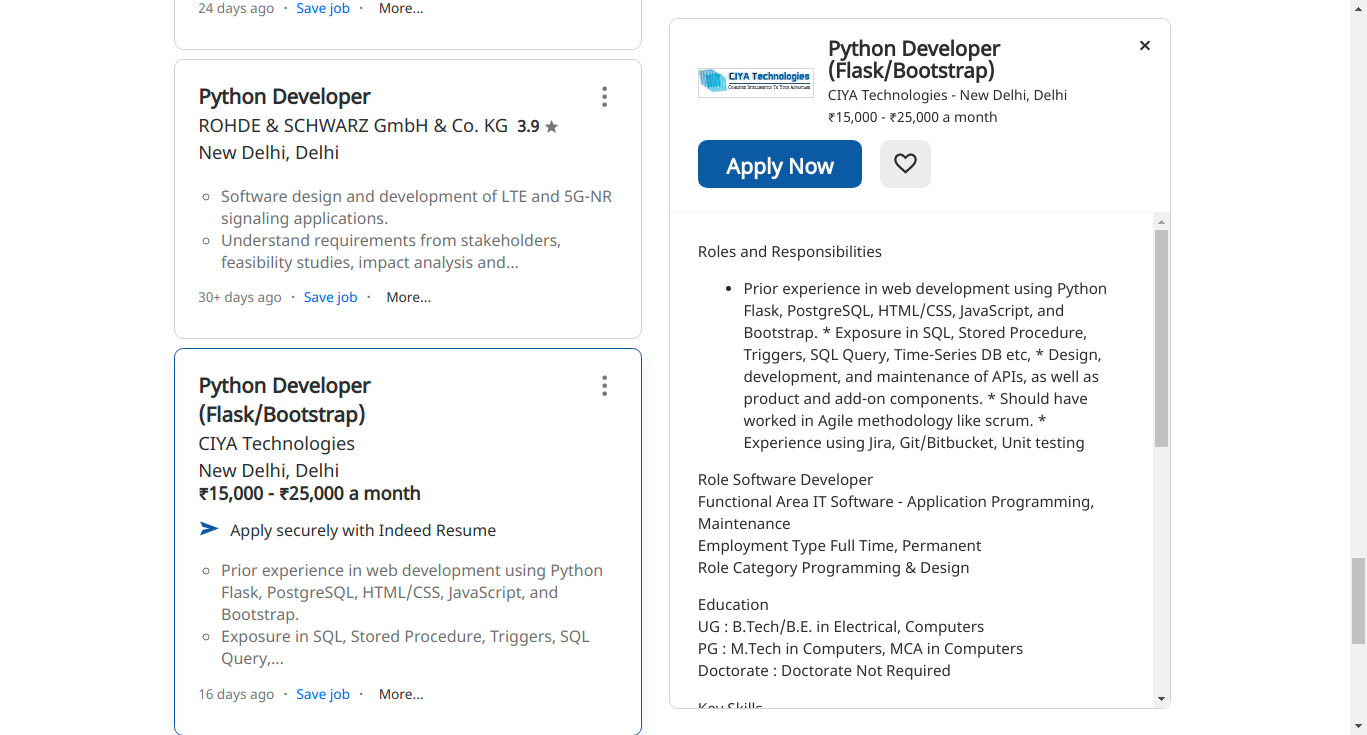 24 days ago · Save job · More...
Python Developer
ROHDE & SCHWARZ GmbH & Co. KG 3.9 ★
New Delhi, Delhi
Software design and development of LTE and 5G-NR
signaling applications.
Understand requirements from stakeholders,
feasibility studies, impact analysis and...
30+ days ago · Save job · More...
Python Developer
(Flask/Bootstrap)
CIYA Technologies
New Delhi, Delhi
₹15,000 - ₹25,000 a month
Apply securely with Indeed Resume
Prior experience in web development using Python
Flask, PostgreSQL, HTML/CSS, JavaScript, and
Bootstrap.
Exposure in SQL, Stored Procedure, Triggers, SQL
Query,...
16 days ago · Save job · More...
CIYA Technologies
Computer Intelligence To Your Advantage
Python Developer
(Flask/Bootstrap)
CIYA Technologies - New Delhi, Delhi
₹15,000 - ₹25,000 a month
Apply Now
Roles and Responsibilities
• Prior experience in web development using Python
Flask, PostgreSQL, HTML/CSS, JavaScript, and
Bootstrap. * Exposure in SQL, Stored Procedure,
Triggers, SQL Query, Time-Series DB etc, * Design,
development, and maintenance of APIs, as well as
product and add-on components. * Should have
worked in Agile methodology like scrum. *
Experience using Jira, Git/Bitbucket, Unit testing
Role Software Developer
Functional Area IT Software - Application Programming,
Maintenance
Employment Type Full Time, Permanent
Role Category Programming & Design
Education
UG : B.Tech/B.E. in Electrical, Computers
PG : M.Tech in Computers, MCA in Computers
Doctorate : Doctorate Not Required
Key Skills